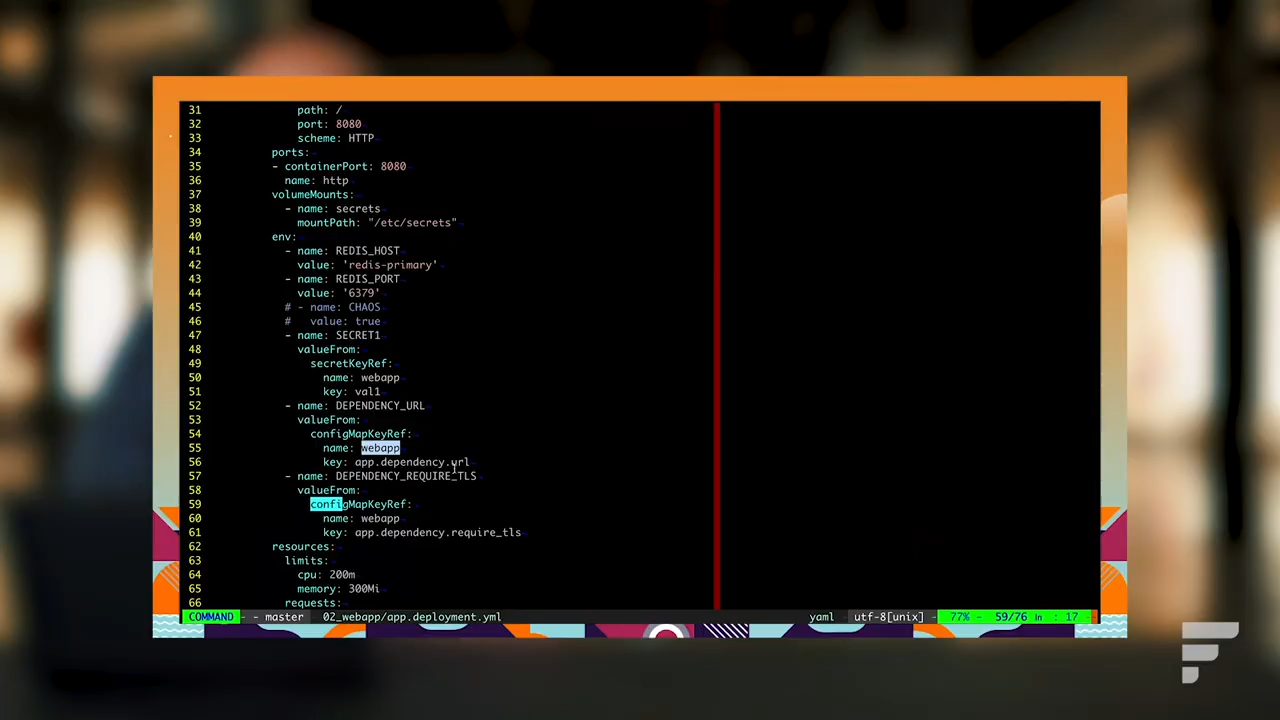 31 path: /
32 port: 8080
33 scheme: HTTP
34 ports:
35 - containerPort: 8080
36 name: http
37 volumeMounts:
38 - name: secrets
39 mountPath: "/etc/secrets"
40 env:
41 - name: REDIS_HOST
42 value: 'redis-primary'
43 - name: REDIS_PORT
44 value: '6379'
45 # - name: CHAOS
46 # value: true
47 - name: SECRET1
48 valueFrom:
49 secretKeyRef:
50 name: webapp
51 key: val1
52 - name: DEPENDENCY_URL
53 valueFrom:
54 configMapKeyRef:
55 name: webapp
56 key: app.dependency.url
57 - name: DEPENDENCY_REQUIRE_TLS
58 valueFrom:
59 configMapKeyRef:
60 name: webapp
61 key: app.dependency.require_tls
62 resources:
63 limits:
64 cpu: 200m
65 memory: 300Mi
66 requests:
COMMAND - - master 02_webapp/app.deployment.yml yaml utf-8[unix] - 77% - 59/76 ln : 17